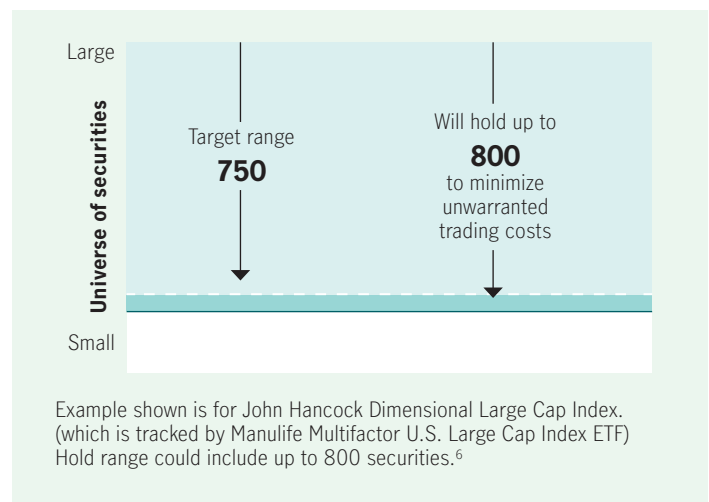 Large
Universe of securities
Target range
750
Will hold up to
800
to minimize
unwarranted
trading costs
Small
Example shown is for John Hancock Dimensional Large Cap Index.
(which is tracked by Manulife Multifactor U.S. Large Cap Index ETF)
Hold range could include up to 800 securities.⁶